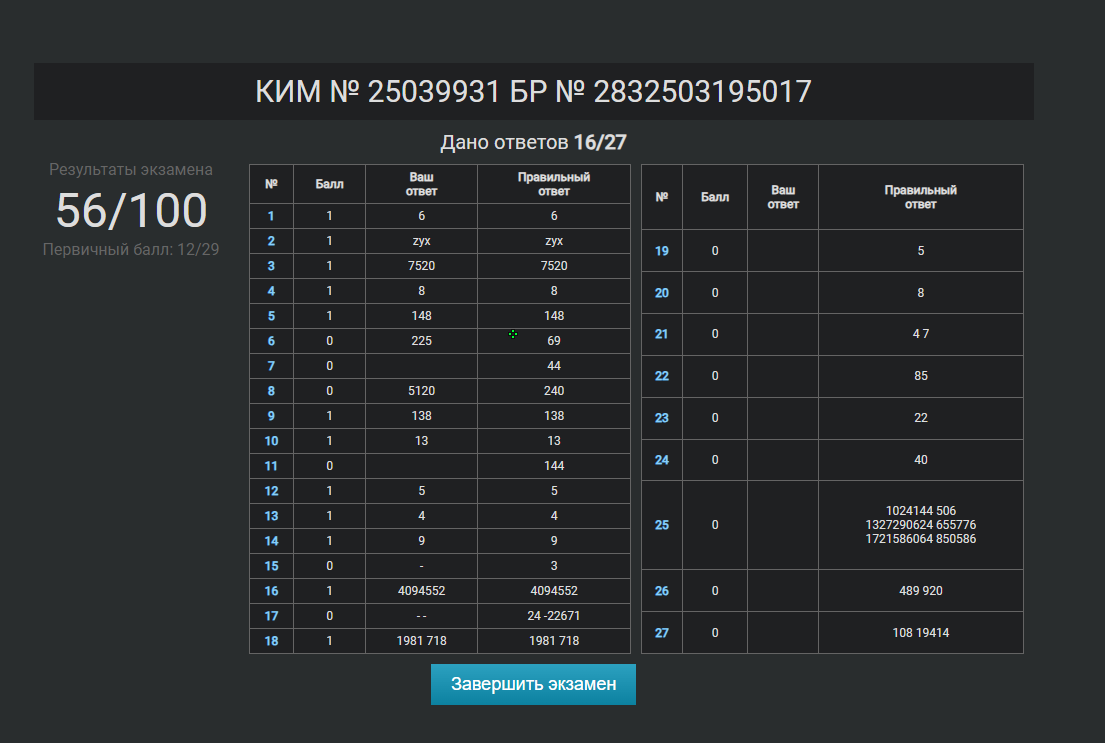 КИМ № 25039931 БР № 2832503195017
Дано ответов 16/27
Результаты экзамена
56/100
Первичный балл: 12/29
№ Балл Ваш ответ Правильный ответ
1 1 6 6
2 1 zyx zyx
3 1 7520 7520
4 1 8 8
5 1 148 148
6 0 225 69
7 0 44
8 0 5120 240
9 1 138 138
10 1 13 13
11 0 144
12 1 5 5
13 1 4 4
14 1 9 9
15 0 - 3
16 1 4094552 4094552
17 0 - - 24 -22671
18 1 1981 718 1981 718
№ Балл Ваш ответ Правильный ответ
19 0 5
20 0 8
21 0 4 7
22 0 85
23 0 22
24 0 40
25 0 1024144 506
1327290624 655776
1721586064 850586
26 0 489 920
27 0 108 19414
Завершить экзамен